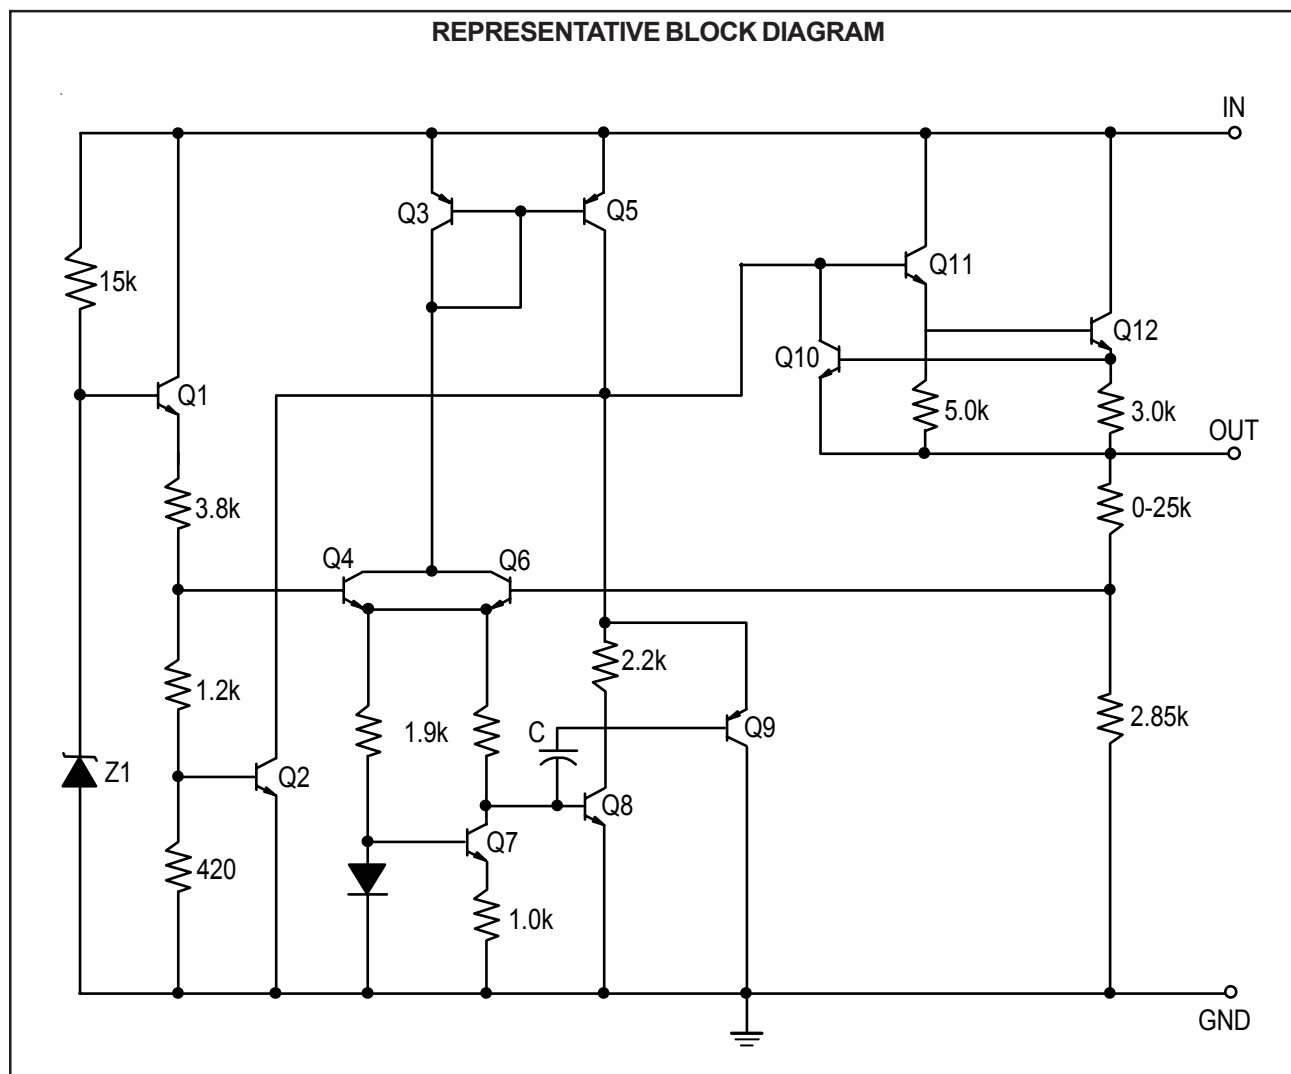 REPRESENTATIVE BLOCK DIAGRAM
IN
Q3
Q5
Q11
15k
Q12
Q10
Q1
5.0k
3.0k
OUT
3.8k
0-25k
Q4
Q6
2.2k
1.2k
1.9k
C
Q9
2.85k
Z1
Q2
Q8
Q7
420
1.0k
GND